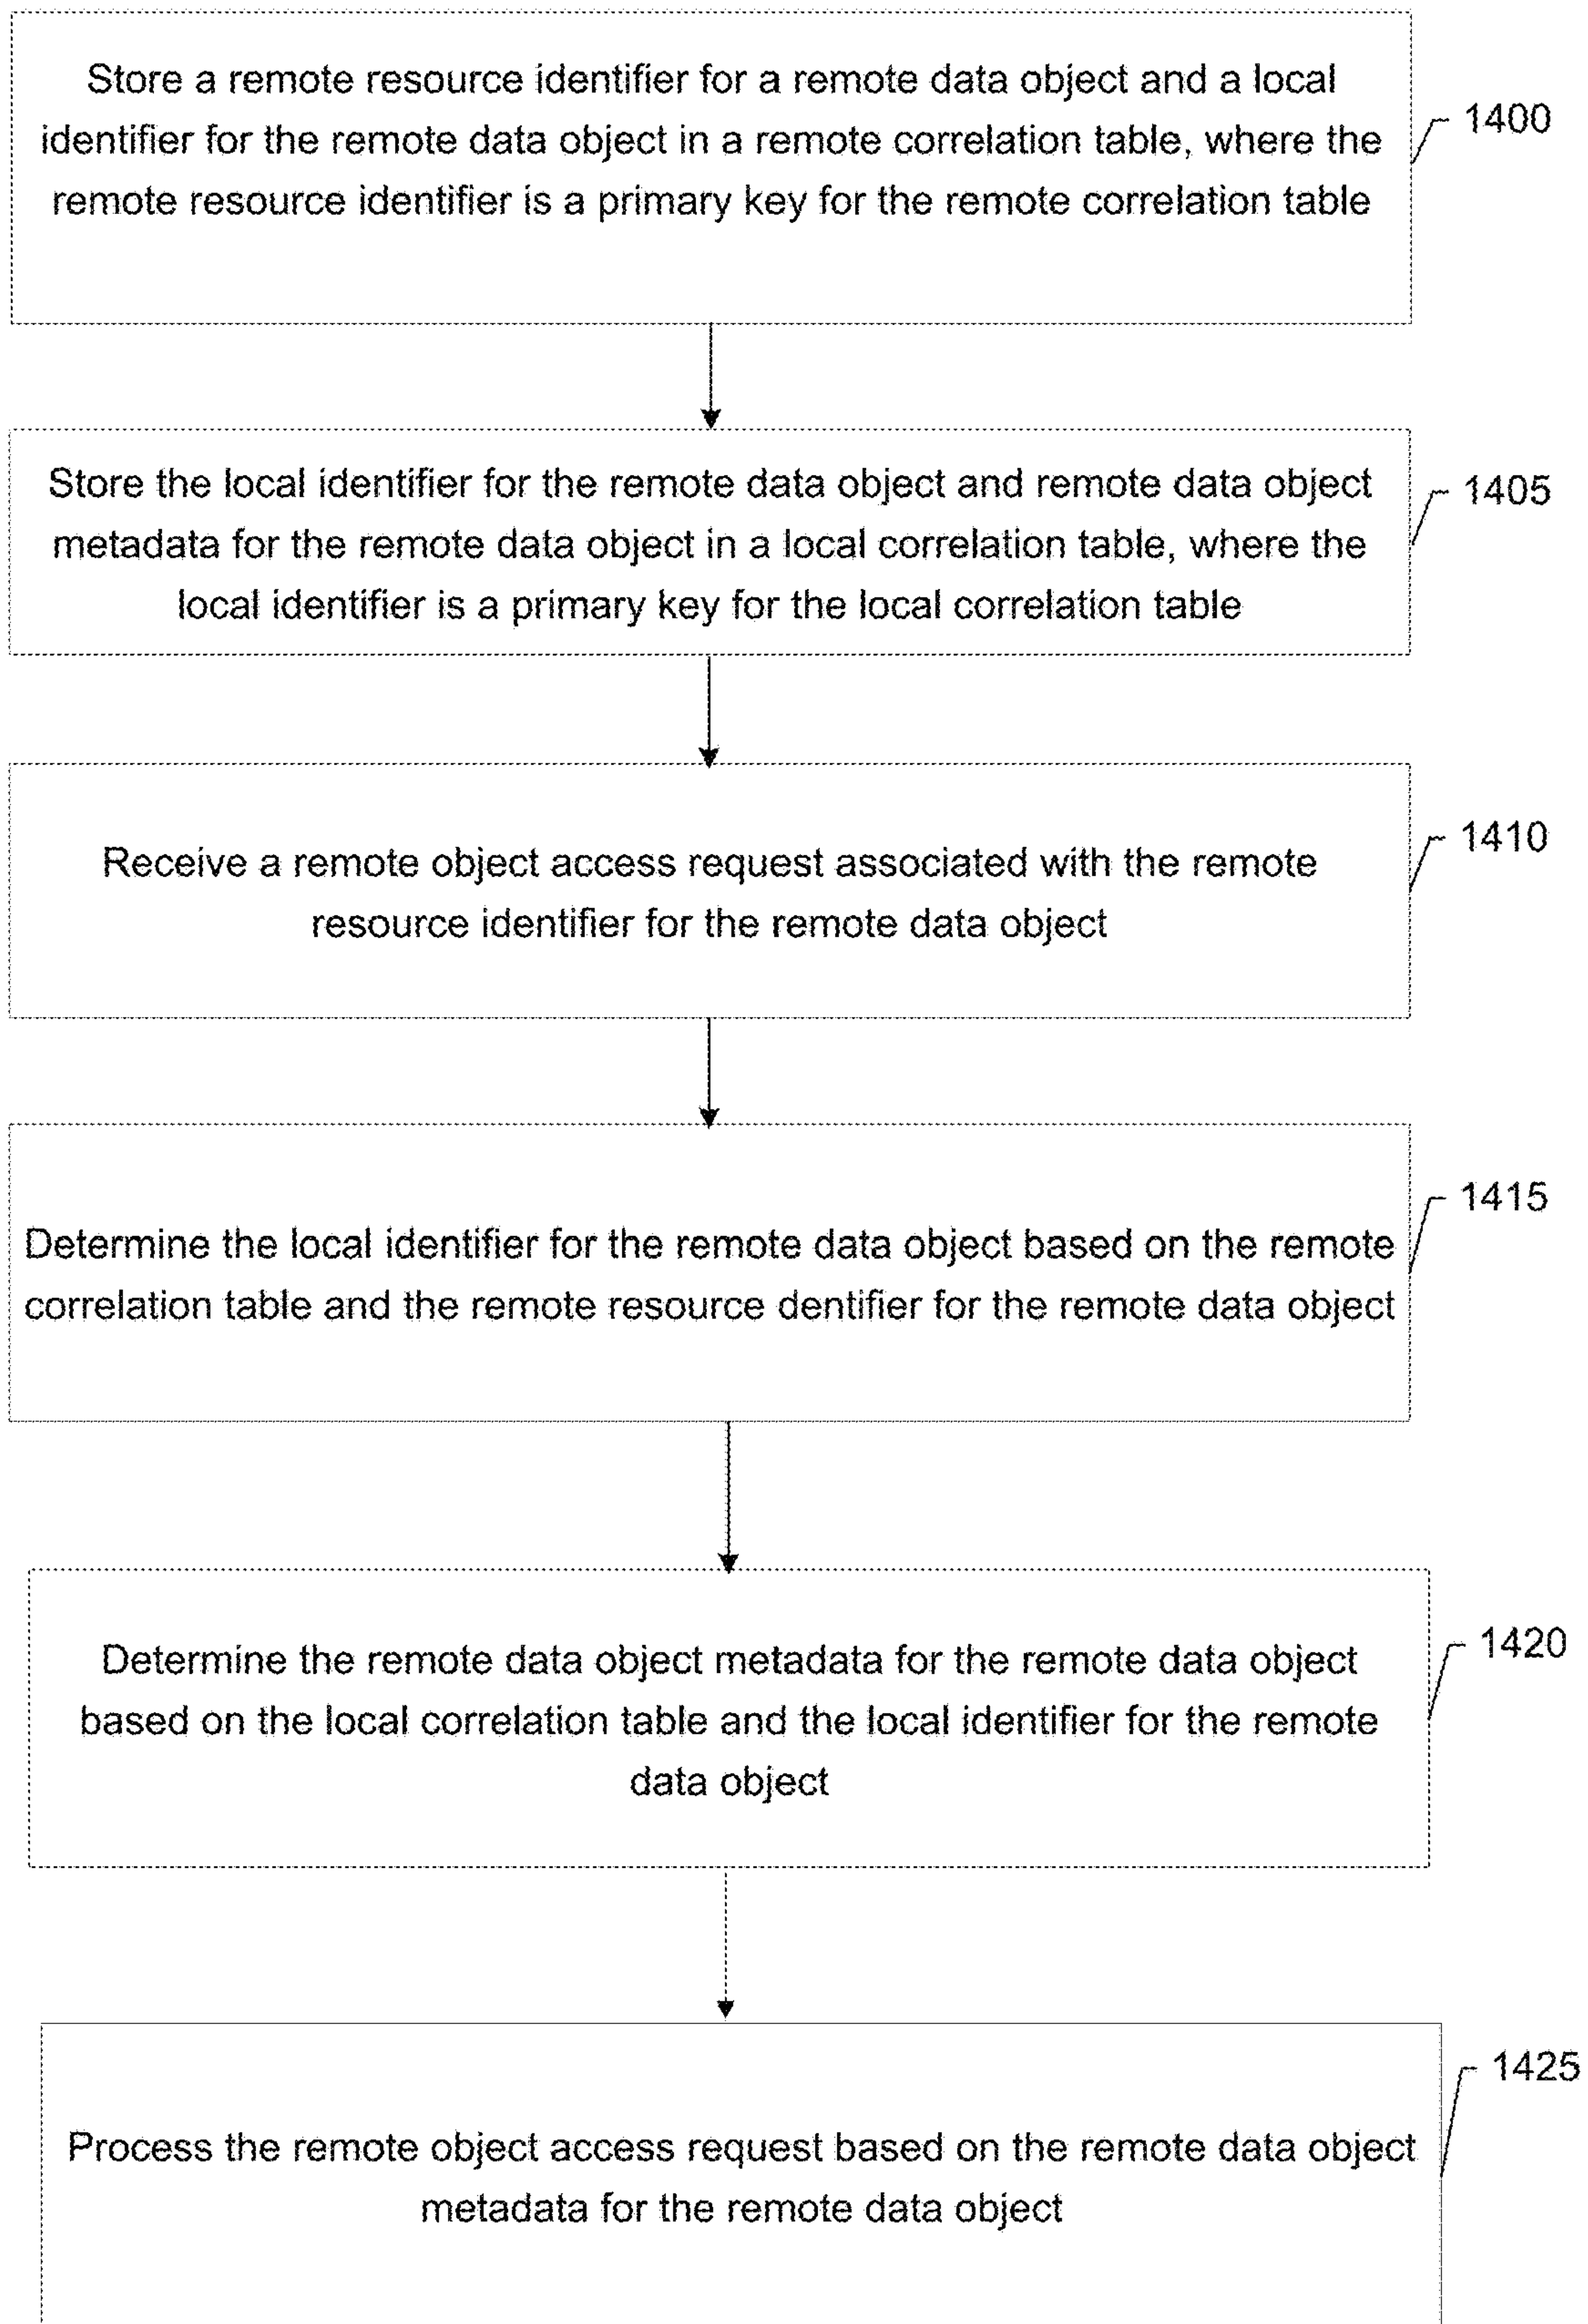 Store a remote resource identifier for a remote data object and a local
identifier for the remote data object in a remote correlation table, where the
remote resource identifier is a primary key for the remote correlation table
1400
Store the local identifier for the remote data object and remote data object
metadata for the remote data object in a local correlation table, where the
local identifier is a primary key for the local correlation table
1405
Receive a remote object access request associated with the remote
resource identifier for the remote data object
1410
Determine the local identifier for the remote data object based on the remote
correlation table and the remote resource dentifier for the remote data object
1415
Determine the remote data object metadata for the remote data object
based on the local correlation table and the local identifier for the remote
data object
1420
Process the remote object access request based on the remote data object
metadata for the remote data object
1425